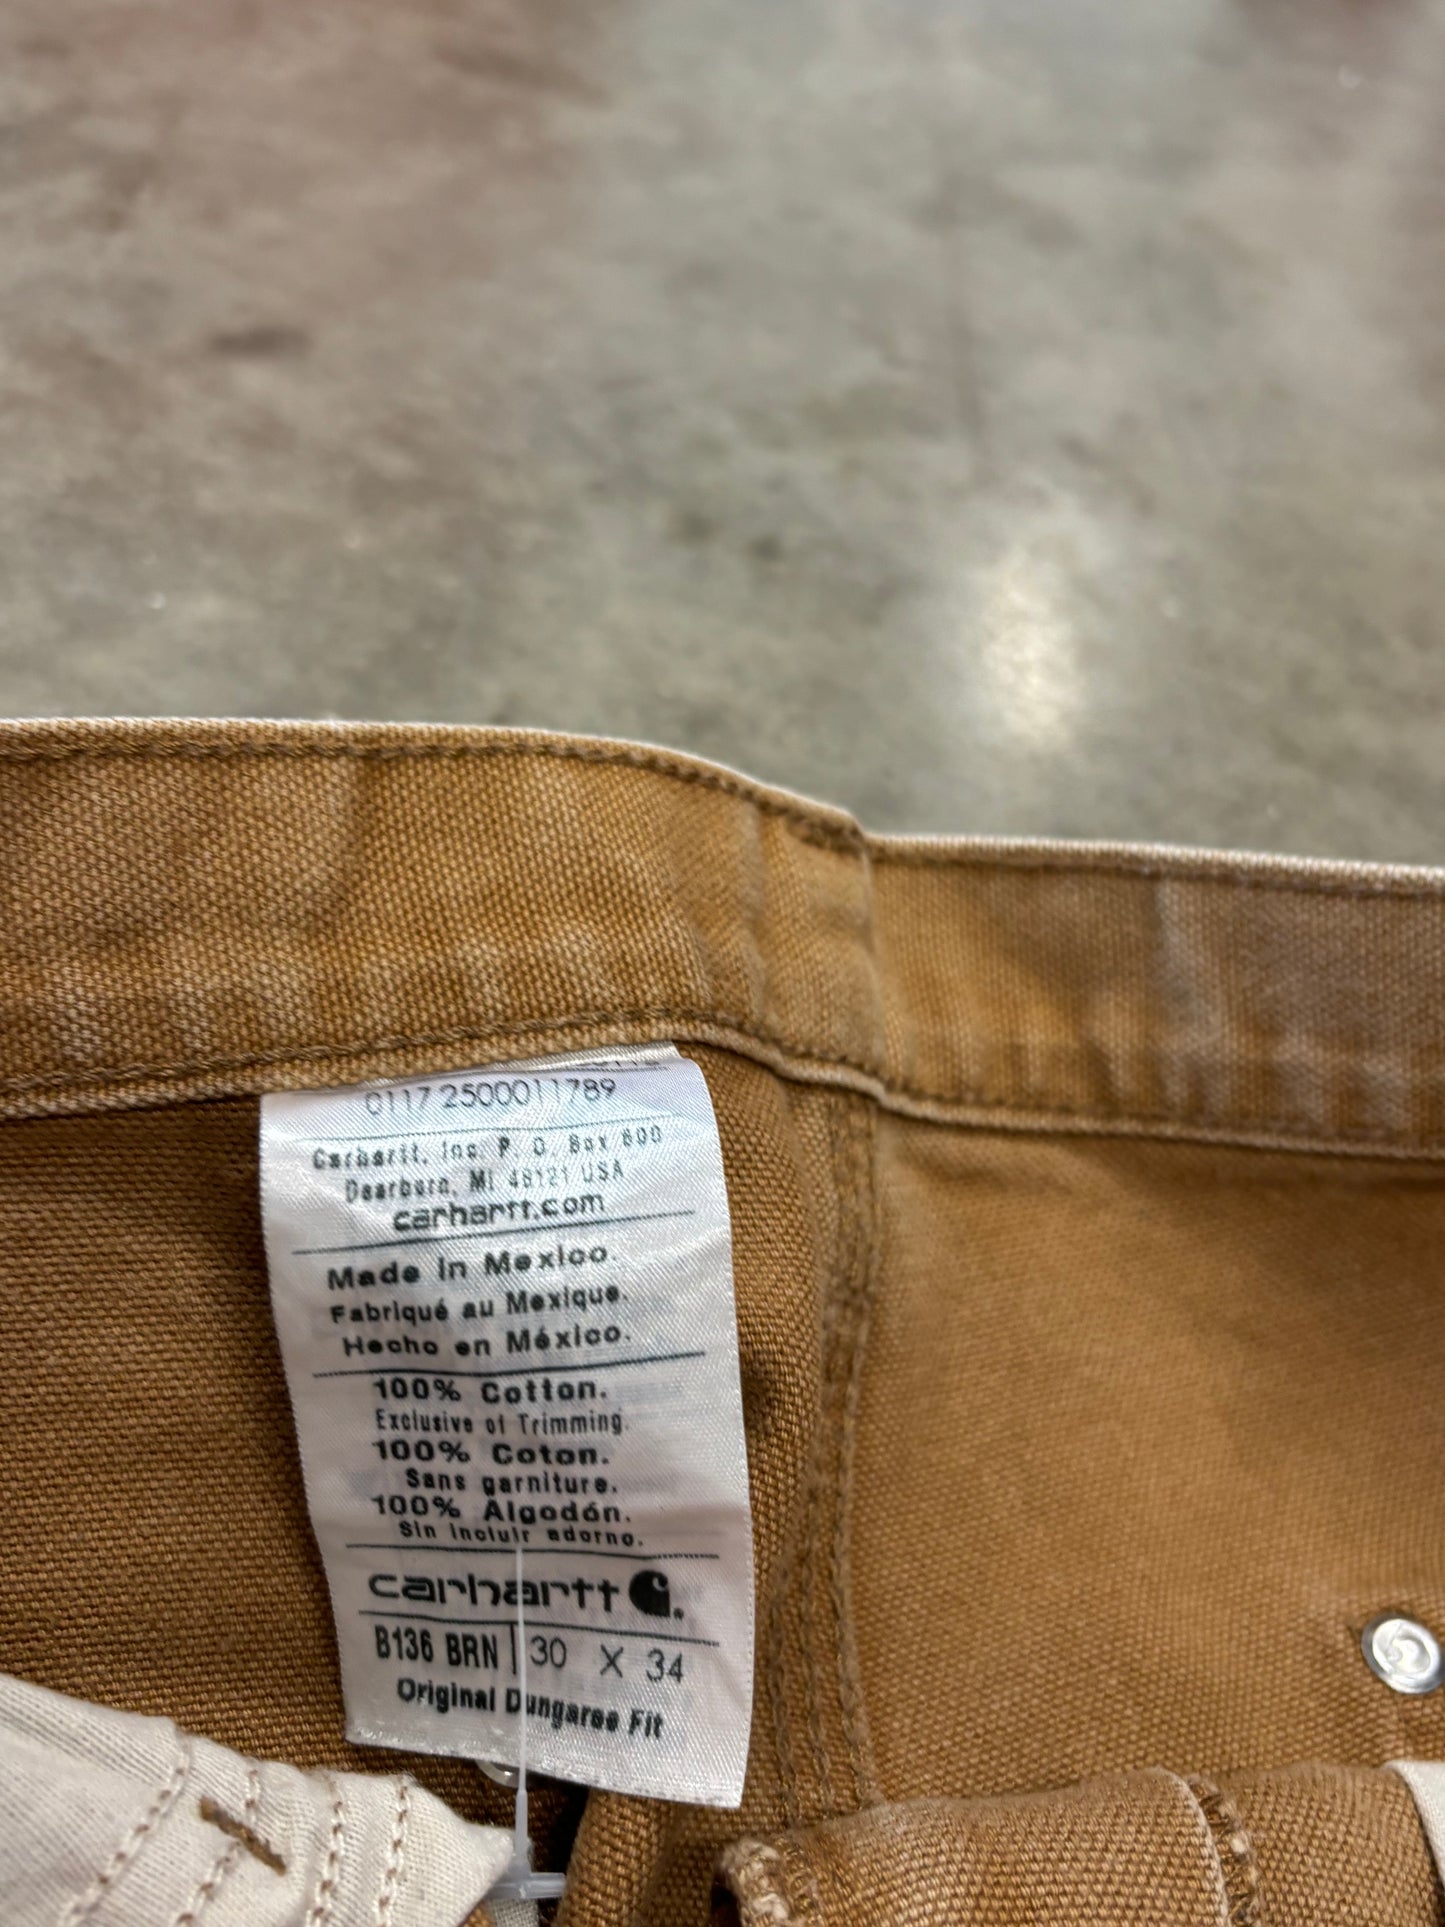 0117 2500011789
Carhartt, Inc. P. O. Box 600
Dearborn, MI 48121 USA
carhartt.com
Made in Mexico.
Fabriqué au Mexique.
Hecho en México.
100% Cotton.
Exclusive of Trimming.
100% Coton.
Sans garniture.
100% Algodón.
Sin incluir adorno.
carhartt
B136 BRN 30 X 34
Original Dungaree Fit